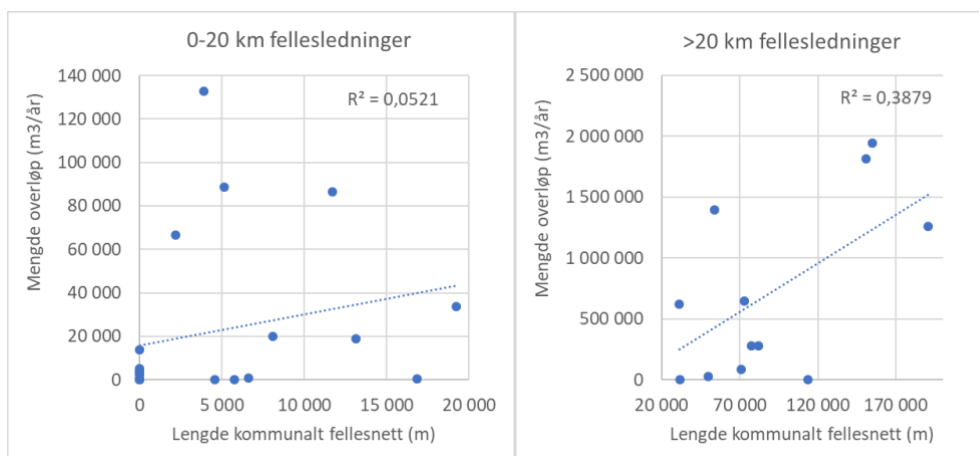 0-20 km fellesledninger
R² = 0,0521
Mengde overløp (m3/år)
140 000
120 000
100 000
80 000
60 000
40 000
20 000
0
0
5 000
10 000
15 000
20 000
Lengde kommunalt fellesnett (m)
>20 km fellesledninger
R² = 0,3879
Mengde overløp (m3/år)
2 500 000
2 000 000
1 500 000
1 000 000
500 000
0
20 000
70 000
120 000
170 000
Lengde kommunalt fellesnett (m)